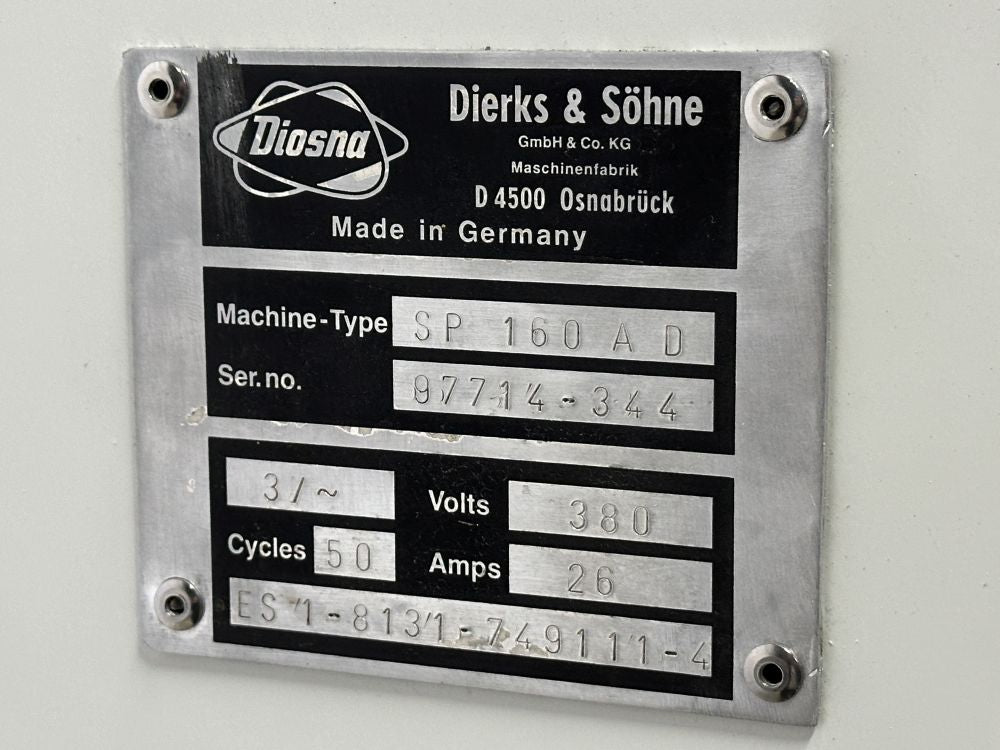 Diosna
Dierks & Söhne
GmbH & Co. KG
Maschinenfabrik
D 4500 Osnabrück
Made in Germany
Machine-Type SP 160 A D
Ser.no. 97714-344
3/~ Volts 380
Cycles 50 Amps 26
ES 1-813/1-749111-4